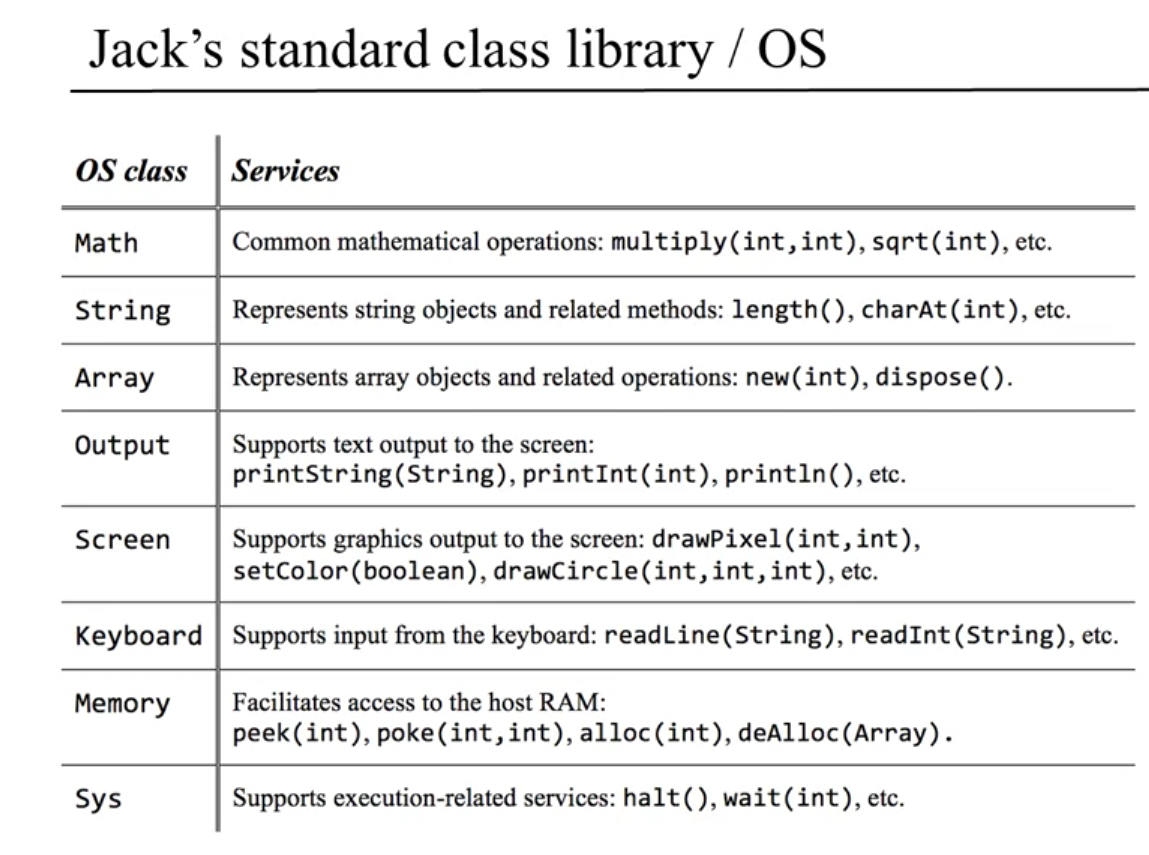 Jack's standard class library / OS
OS class Services
Math Common mathematical operations: multiply(int,int), sqrt(int), etc.
String Represents string objects and related methods: length(), charAt(int), etc.
Array Represents array objects and related operations: new(int), dispose().
Output Supports text output to the screen:
printString(String), printInt(int), println(), etc.
Screen Supports graphics output to the screen: drawPixel(int,int),
setColor(boolean), drawCircle(int,int,int), etc.
Keyboard Supports input from the keyboard: readLine(String), readInt(String), etc.
Memory Facilitates access to the host RAM:
peek(int), poke(int,int), alloc(int), deAlloc(Array).
Sys Supports execution-related services: halt(), wait(int), etc.